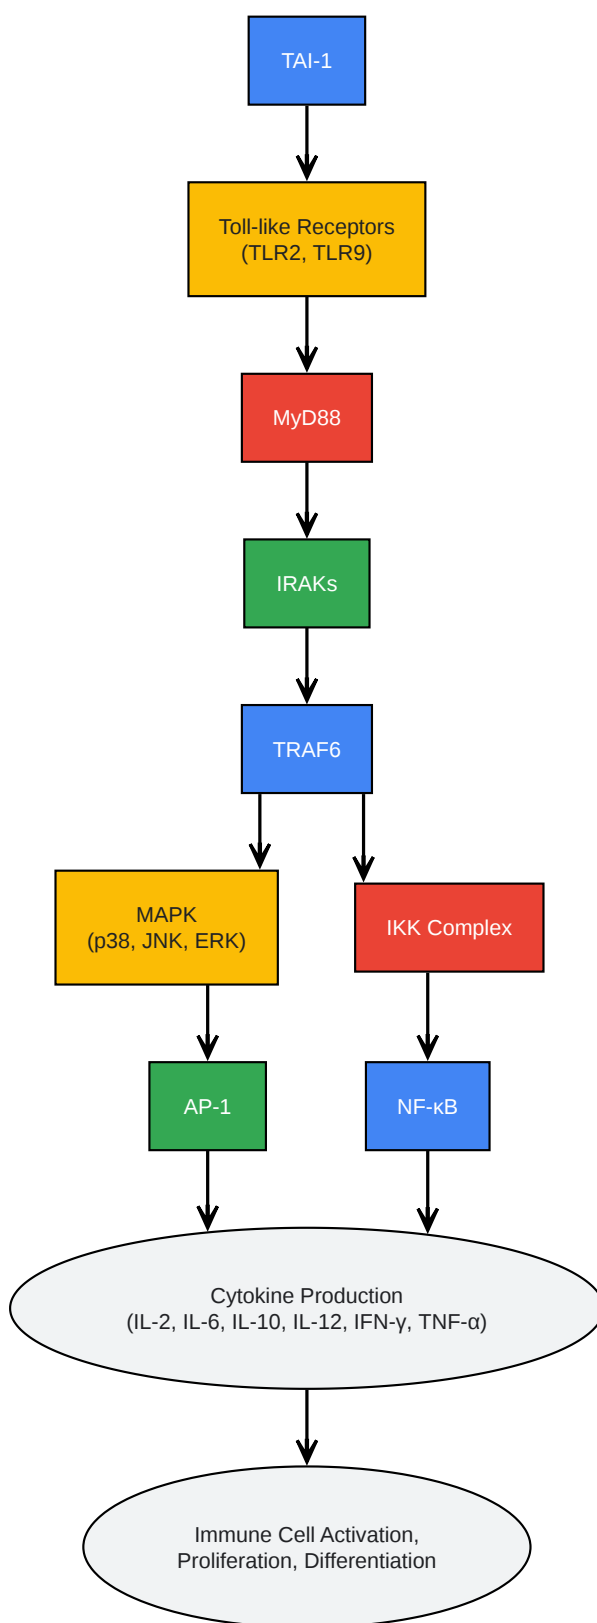 TAI-1
Toll-like Receptors
(TLR2, TLR9)
MyD88
IRAKs
TRAF6
MAPK
(p38, JNK, ERK)
IKK Complex
AP-1
NF-κB
Cytokine Production
(IL-2, IL-6, IL-10, IL-12, IFN-γ, TNF-α)
Immune Cell Activation,
Proliferation, Differentiation